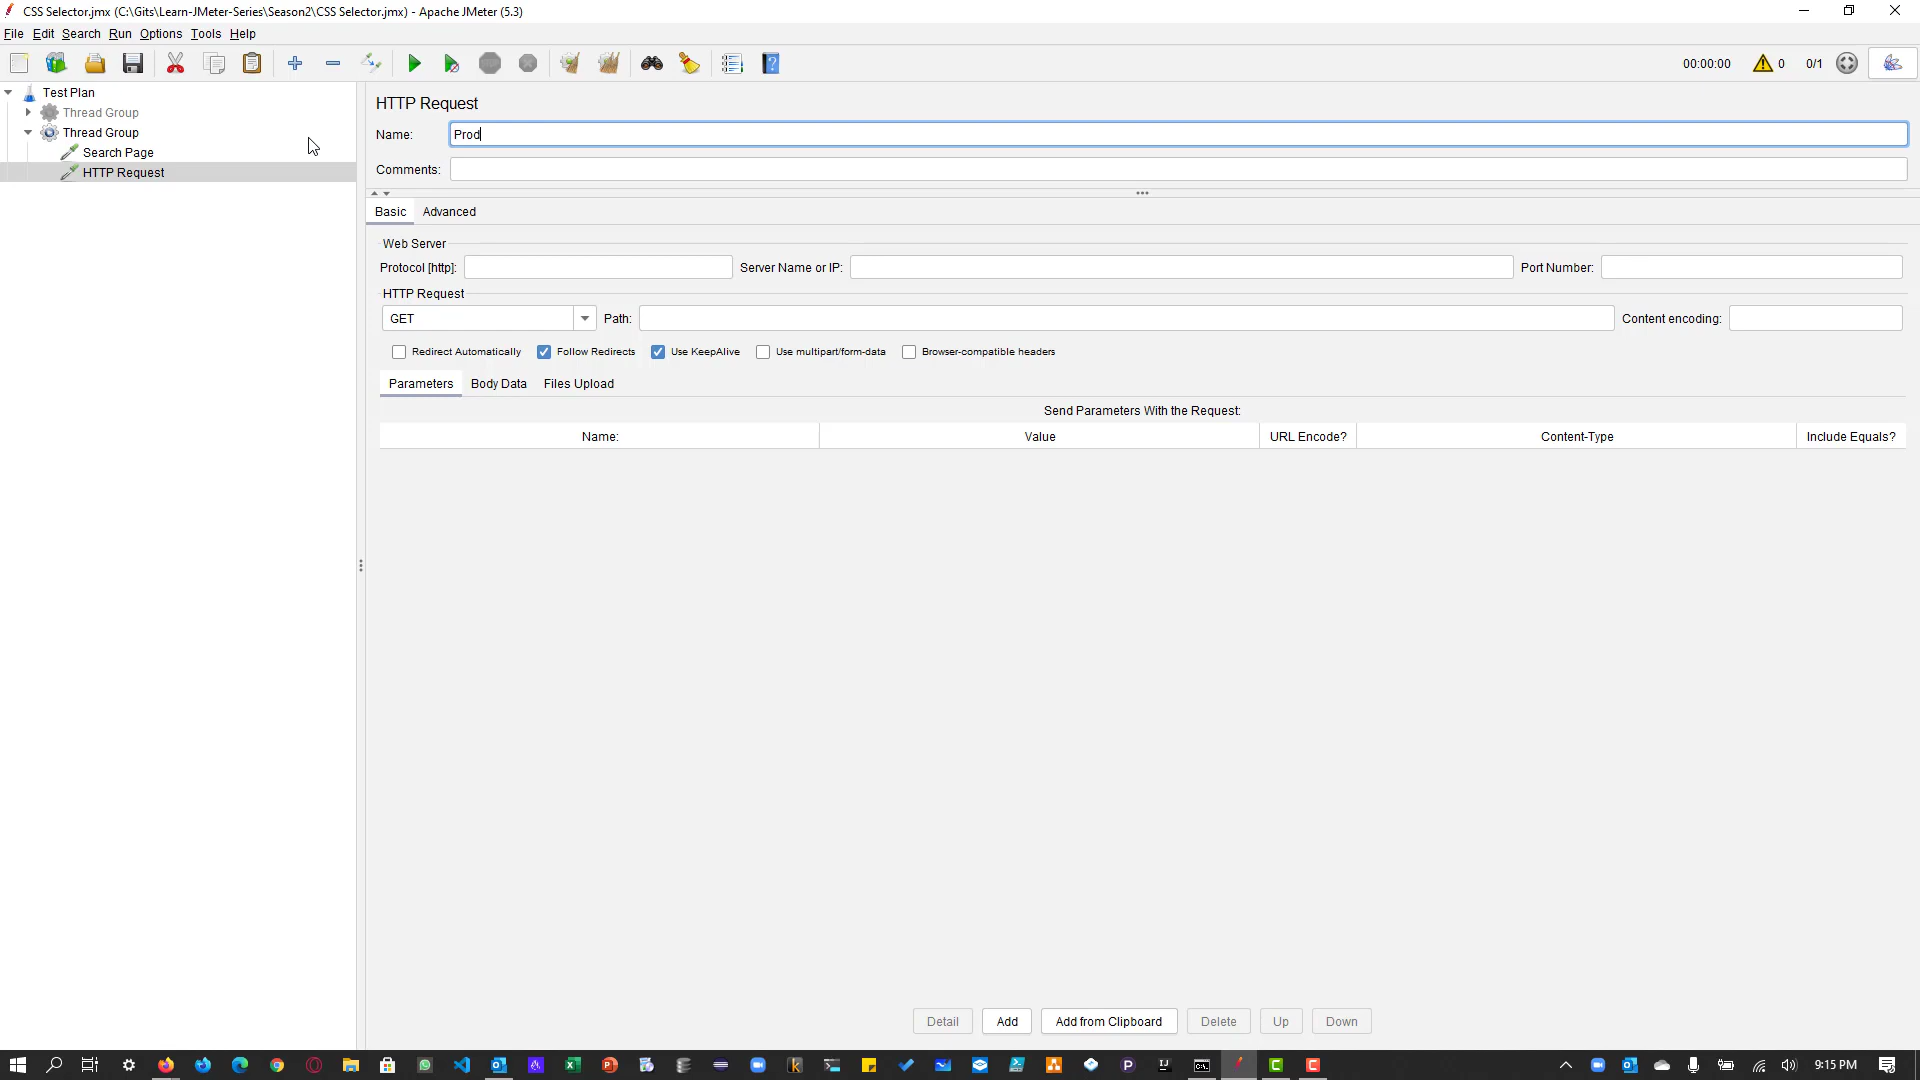 CSS Selector.jmx (C:\Gits\Learn-JMeter-Series\Season2\CSS Selector.jmx) - Apache JMeter (5.3)
File Edit Search Run Options Tools Help
00:00:00 0 0/1
Test Plan
Thread Group
Thread Group
Search Page
HTTP Request
HTTP Request
Name: Prod
Comments:
Basic Advanced
Web Server
Protocol [http]: Server Name or IP: Port Number:
HTTP Request
GET Path: Content encoding:
Redirect Automatically Follow Redirects Use KeepAlive Use multipart/form-data Browser-compatible headers
Parameters Body Data Files Upload
Send Parameters With the Request:
Name: Value URL Encode? Content-Type Include Equals?
Detail Add Add from Clipboard Delete Up Down
9:15 PM